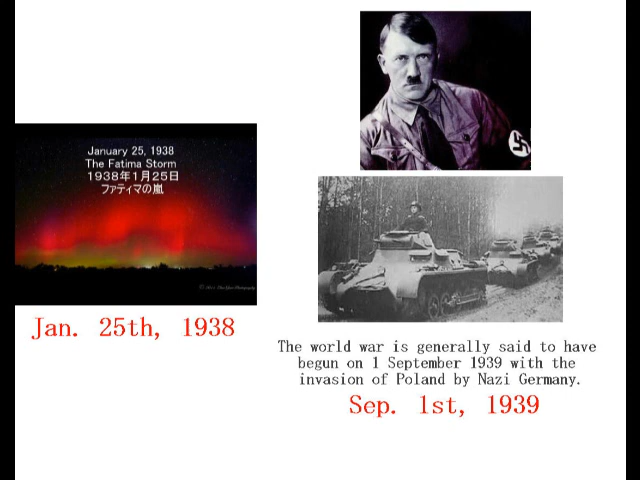 January 25, 1938
The Fatima Storm
1938年1月25日
ファティマの嵐
Jan. 25th, 1938
The world war is generally said to have
begun on 1 September 1939 with the
invasion of Poland by Nazi Germany.
Sep. 1st, 1939